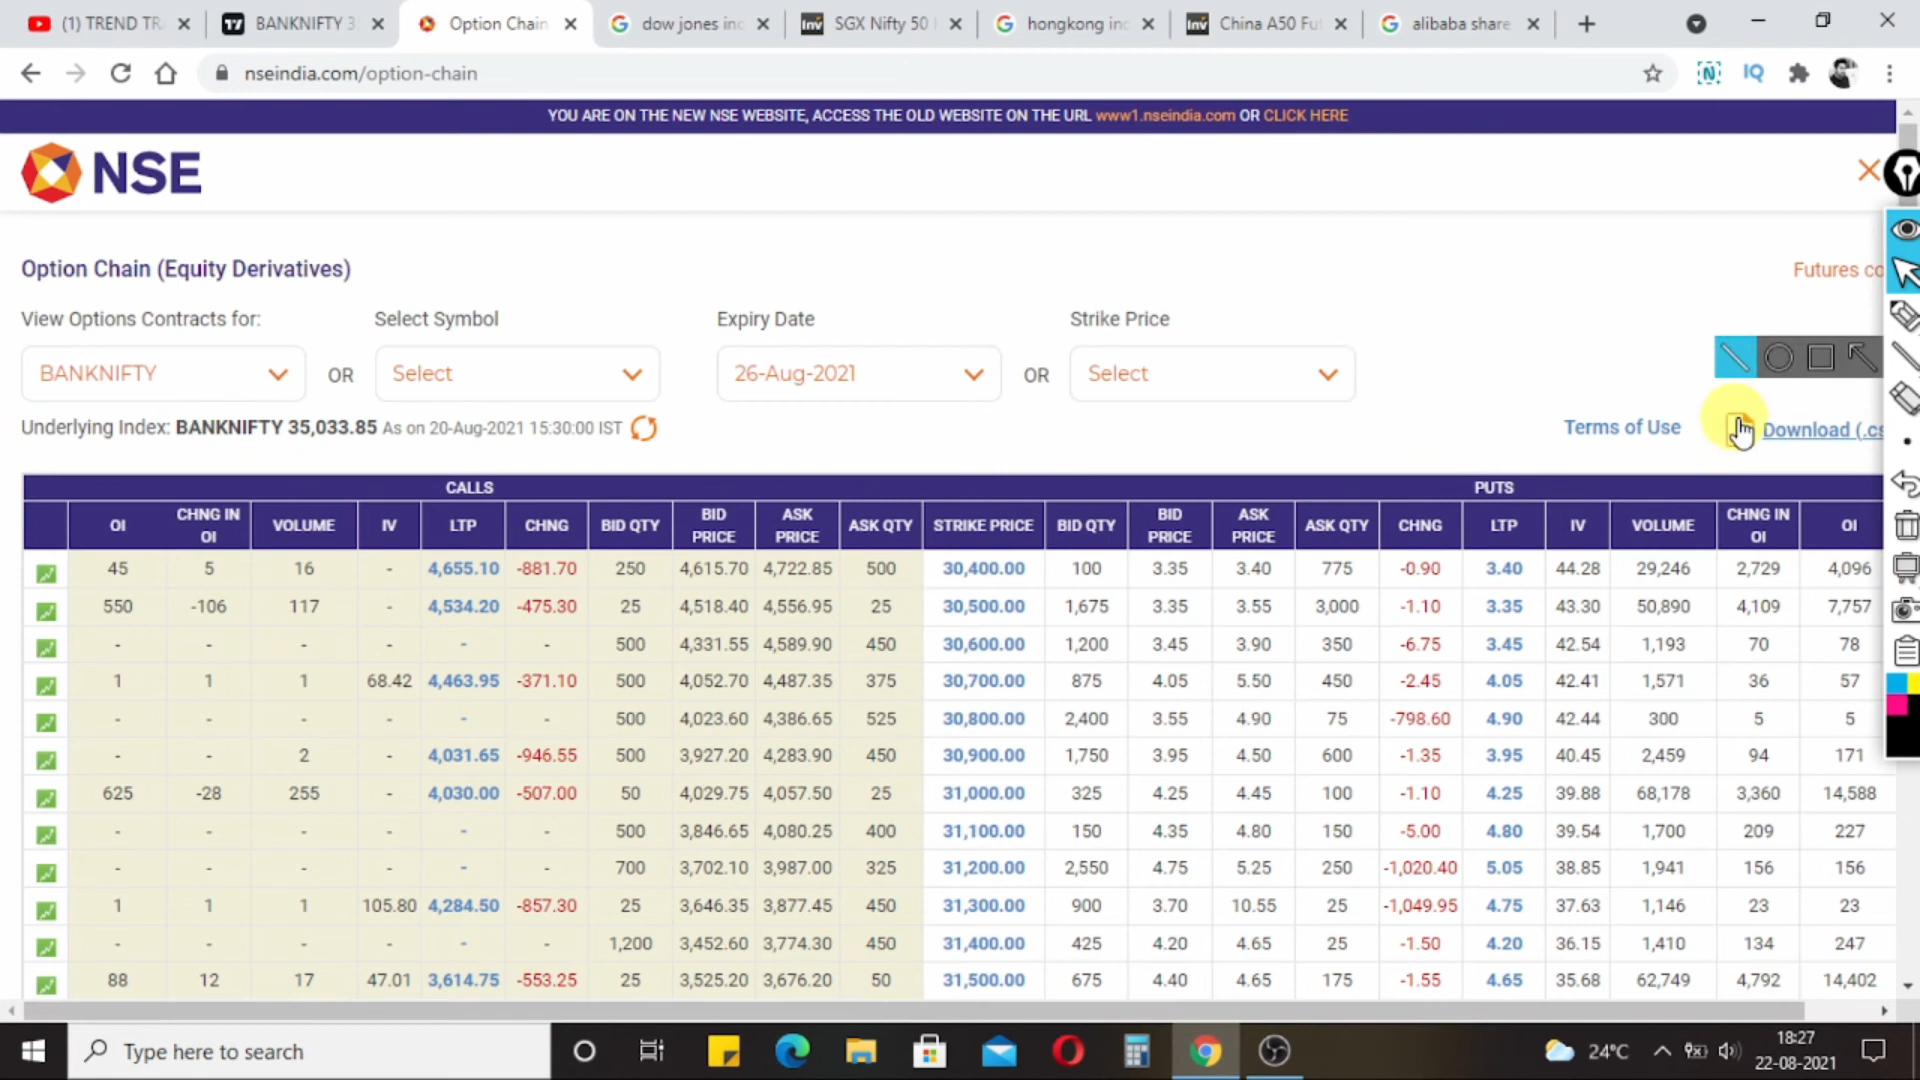 (1) TREND TR
BANKNIFTY 3
Option Chain
dow jones ind
SGX Nifty 50
hongkong ind
China A50 Fut
alibaba share
nseindia.com/option-chain
IQ
YOU ARE ON THE NEW NSE WEBSITE, ACCESS THE OLD WEBSITE ON THE URL www1.nseindia.com OR CLICK HERE
NSE
Option Chain (Equity Derivatives)
Futures co
View Options Contracts for: Select Symbol Expiry Date Strike Price
BANKNIFTY OR Select 26-Aug-2021 OR Select
Underlying Index: BANKNIFTY 35,033.85 As on 20-Aug-2021 15:30:00 IST
Terms of Use Download (.cs
CALLS PUTS
OI CHNG IN OI VOLUME IV LTP CHNG BID QTY BID PRICE ASK PRICE ASK QTY STRIKE PRICE BID QTY BID PRICE ASK PRICE ASK QTY CHNG LTP IV VOLUME CHNG IN OI OI
45 5 16 - 4,655.10 -881.70 250 4,615.70 4,722.85 500 30,400.00 100 3.35 3.40 775 -0.90 3.40 44.28 29,246 2,729 4,096
550 -106 117 - 4,534.20 -475.30 25 4,518.40 4,556.95 25 30,500.00 1,675 3.35 3.55 3,000 -1.10 3.35 43.30 50,890 4,109 7,757
- - - - - - 500 4,331.55 4,589.90 450 30,600.00 1,200 3.45 3.90 350 -6.75 3.45 42.54 1,193 70 78
1 1 1 68.42 4,463.95 -371.10 500 4,052.70 4,487.35 375 30,700.00 875 4.05 5.50 450 -2.45 4.05 42.41 1,571 36 57
- - - - - - 500 4,023.60 4,386.65 525 30,800.00 2,400 3.55 4.90 75 -798.60 4.90 42.44 300 5 5
- - 2 - 4,031.65 -946.55 500 3,927.20 4,283.90 450 30,900.00 1,750 3.95 4.50 600 -1.35 3.95 40.45 2,459 94 171
625 -28 255 - 4,030.00 -507.00 50 4,029.75 4,057.50 25 31,000.00 325 4.25 4.45 100 -1.10 4.25 39.88 68,178 3,360 14,588
- - - - - - 500 3,846.65 4,080.25 400 31,100.00 150 4.35 4.80 150 -5.00 4.80 39.54 1,700 209 227
- - - - - - 700 3,702.10 3,987.00 325 31,200.00 2,550 4.75 5.25 250 -1,020.40 5.05 38.85 1,941 156 156
1 1 1 105.80 4,284.50 -857.30 25 3,646.35 3,877.45 450 31,300.00 900 3.70 10.55 25 -1,049.95 4.75 37.63 1,146 23 23
- - - - - - 1,200 3,452.60 3,774.30 450 31,400.00 425 4.20 4.65 25 -1.50 4.20 36.15 1,410 134 247
88 12 17 47.01 3,614.75 -553.25 25 3,525.20 3,676.20 50 31,500.00 675 4.40 4.65 175 -1.55 4.65 35.68 62,749 4,792 14,402
Type here to search
24°C
18:27
22-08-2021